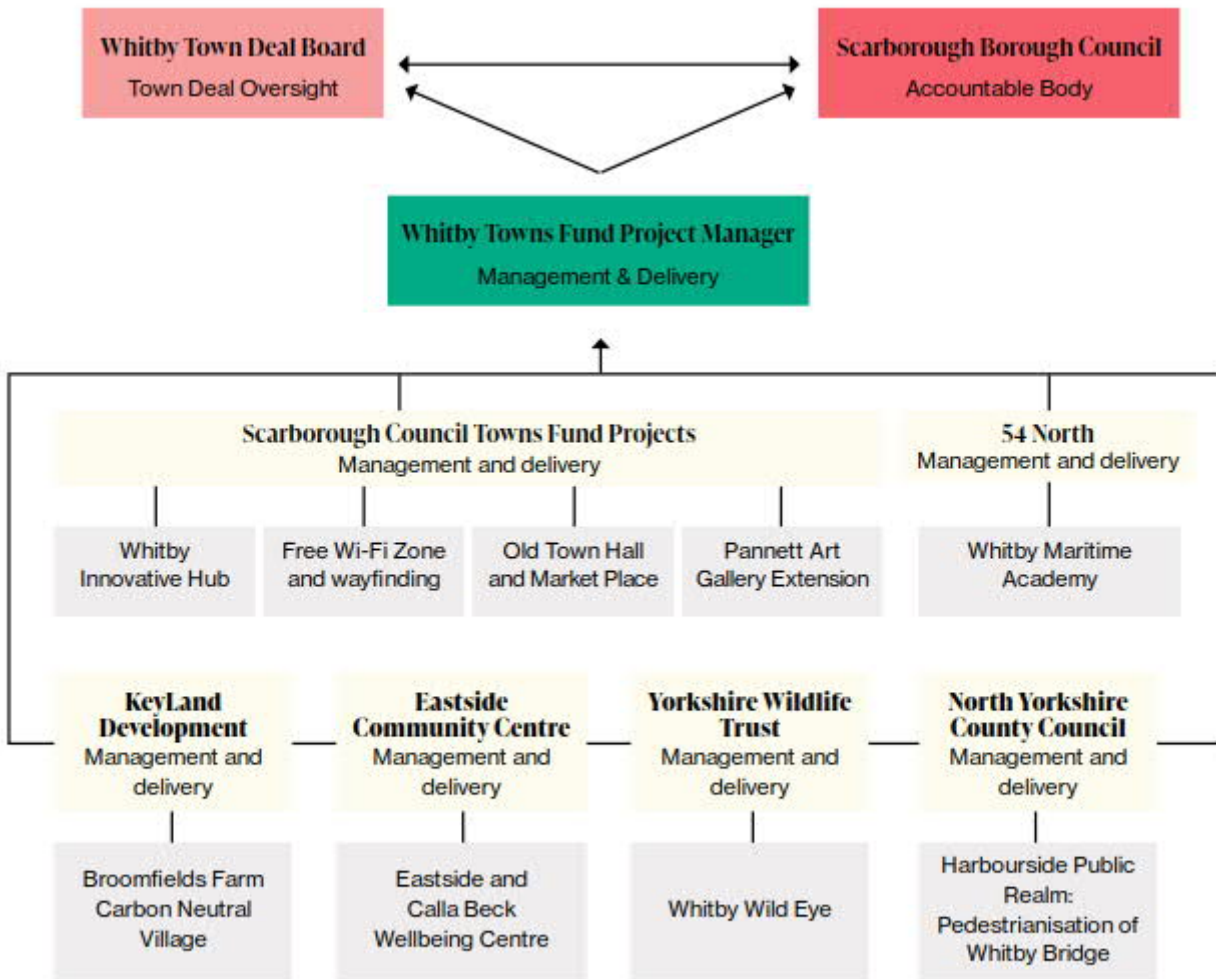 Whitby Town Deal Board
Town Deal Oversight
Scarborough Borough Council
Accountable Body
Whitby Towns Fund Project Manager
Management & Delivery
Scarborough Council Towns Fund Projects
Management and delivery
54 North
Management and delivery
Whitby
Innovative Hub
Free Wi-Fi Zone
and wayfinding
Old Town Hall
and Market Place
Pannett Art
Gallery Extension
Whitby Maritime
Academy
KeyLand
Development
Management and
delivery
Eastside
Community Centre
Management and
delivery
Yorkshire Wildlife
Trust
Management and
delivery
North Yorkshire
County Council
Management and
delivery
Broomfields Farm
Carbon Neutral
Village
Eastside and
Calla Beck
Wellbeing Centre
Whitby Wild Eye
Harbourside Public
Realm:
Pedestrianisation of
Whitby Bridge